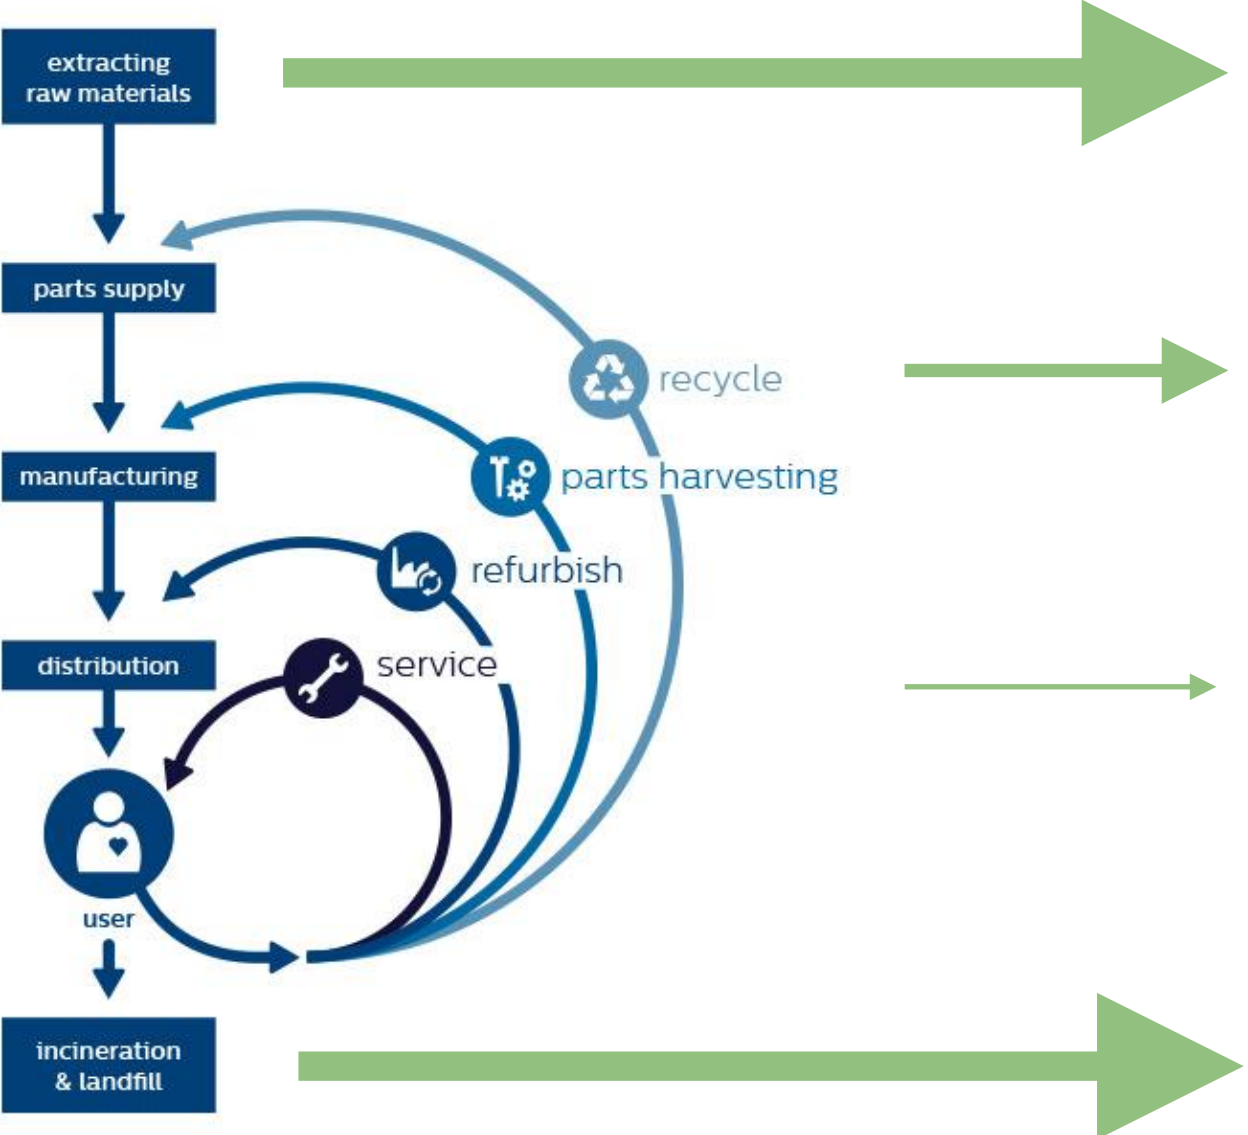 extracting
raw materials
parts supply
recycle
manufacturing
parts harvesting
refurbish
distribution
service
user
incineration
& landfill